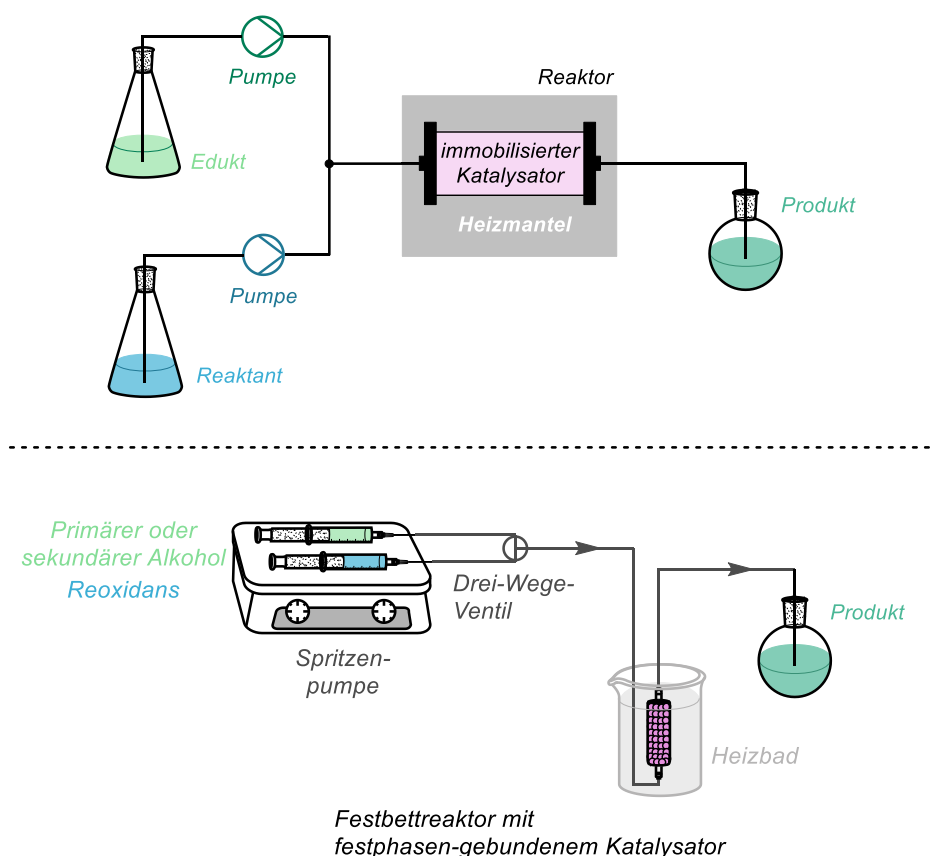 Reaktor
Pumpe
immobilisierter
Katalysator
Edukt
Heizmantel
Produkt
Pumpe
Reaktant
Primärer oder
sekundärer Alkohol
Reoxidans
Drei-Wege-
Ventil
Produkt
Spritzen-
pumpe
Heizbad
Festbettreaktor mit
festphasen-gebundenem Katalysator